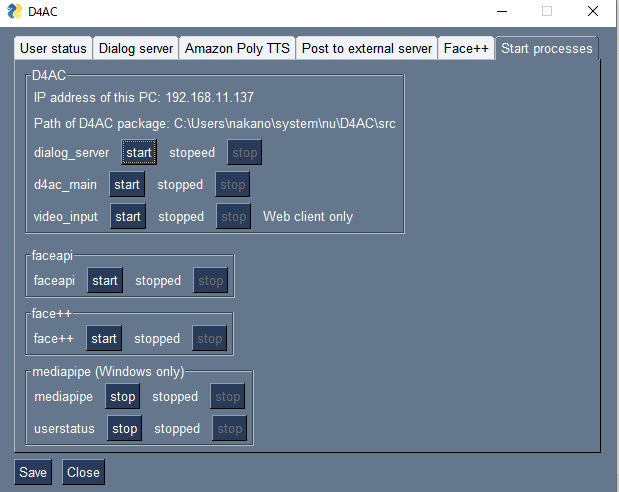 D4AC
User status Dialog server Amazon Poly TTS Post to external server Face++ Start processes
D4AC
IP address of this PC: 192.168.11.137
Path of D4AC package: C:\Users\nakano\system\nu\D4AC\src
dialog_server start stopeed stop
d4ac_main start stopped stop
video_input start stopped stop Web client only
faceapi
faceapi start stopped stop
face++
face++ start stopped stop
mediapipe (Windows only)
mediapipe stop stopped stop
userstatus stop stopped stop
Save Close